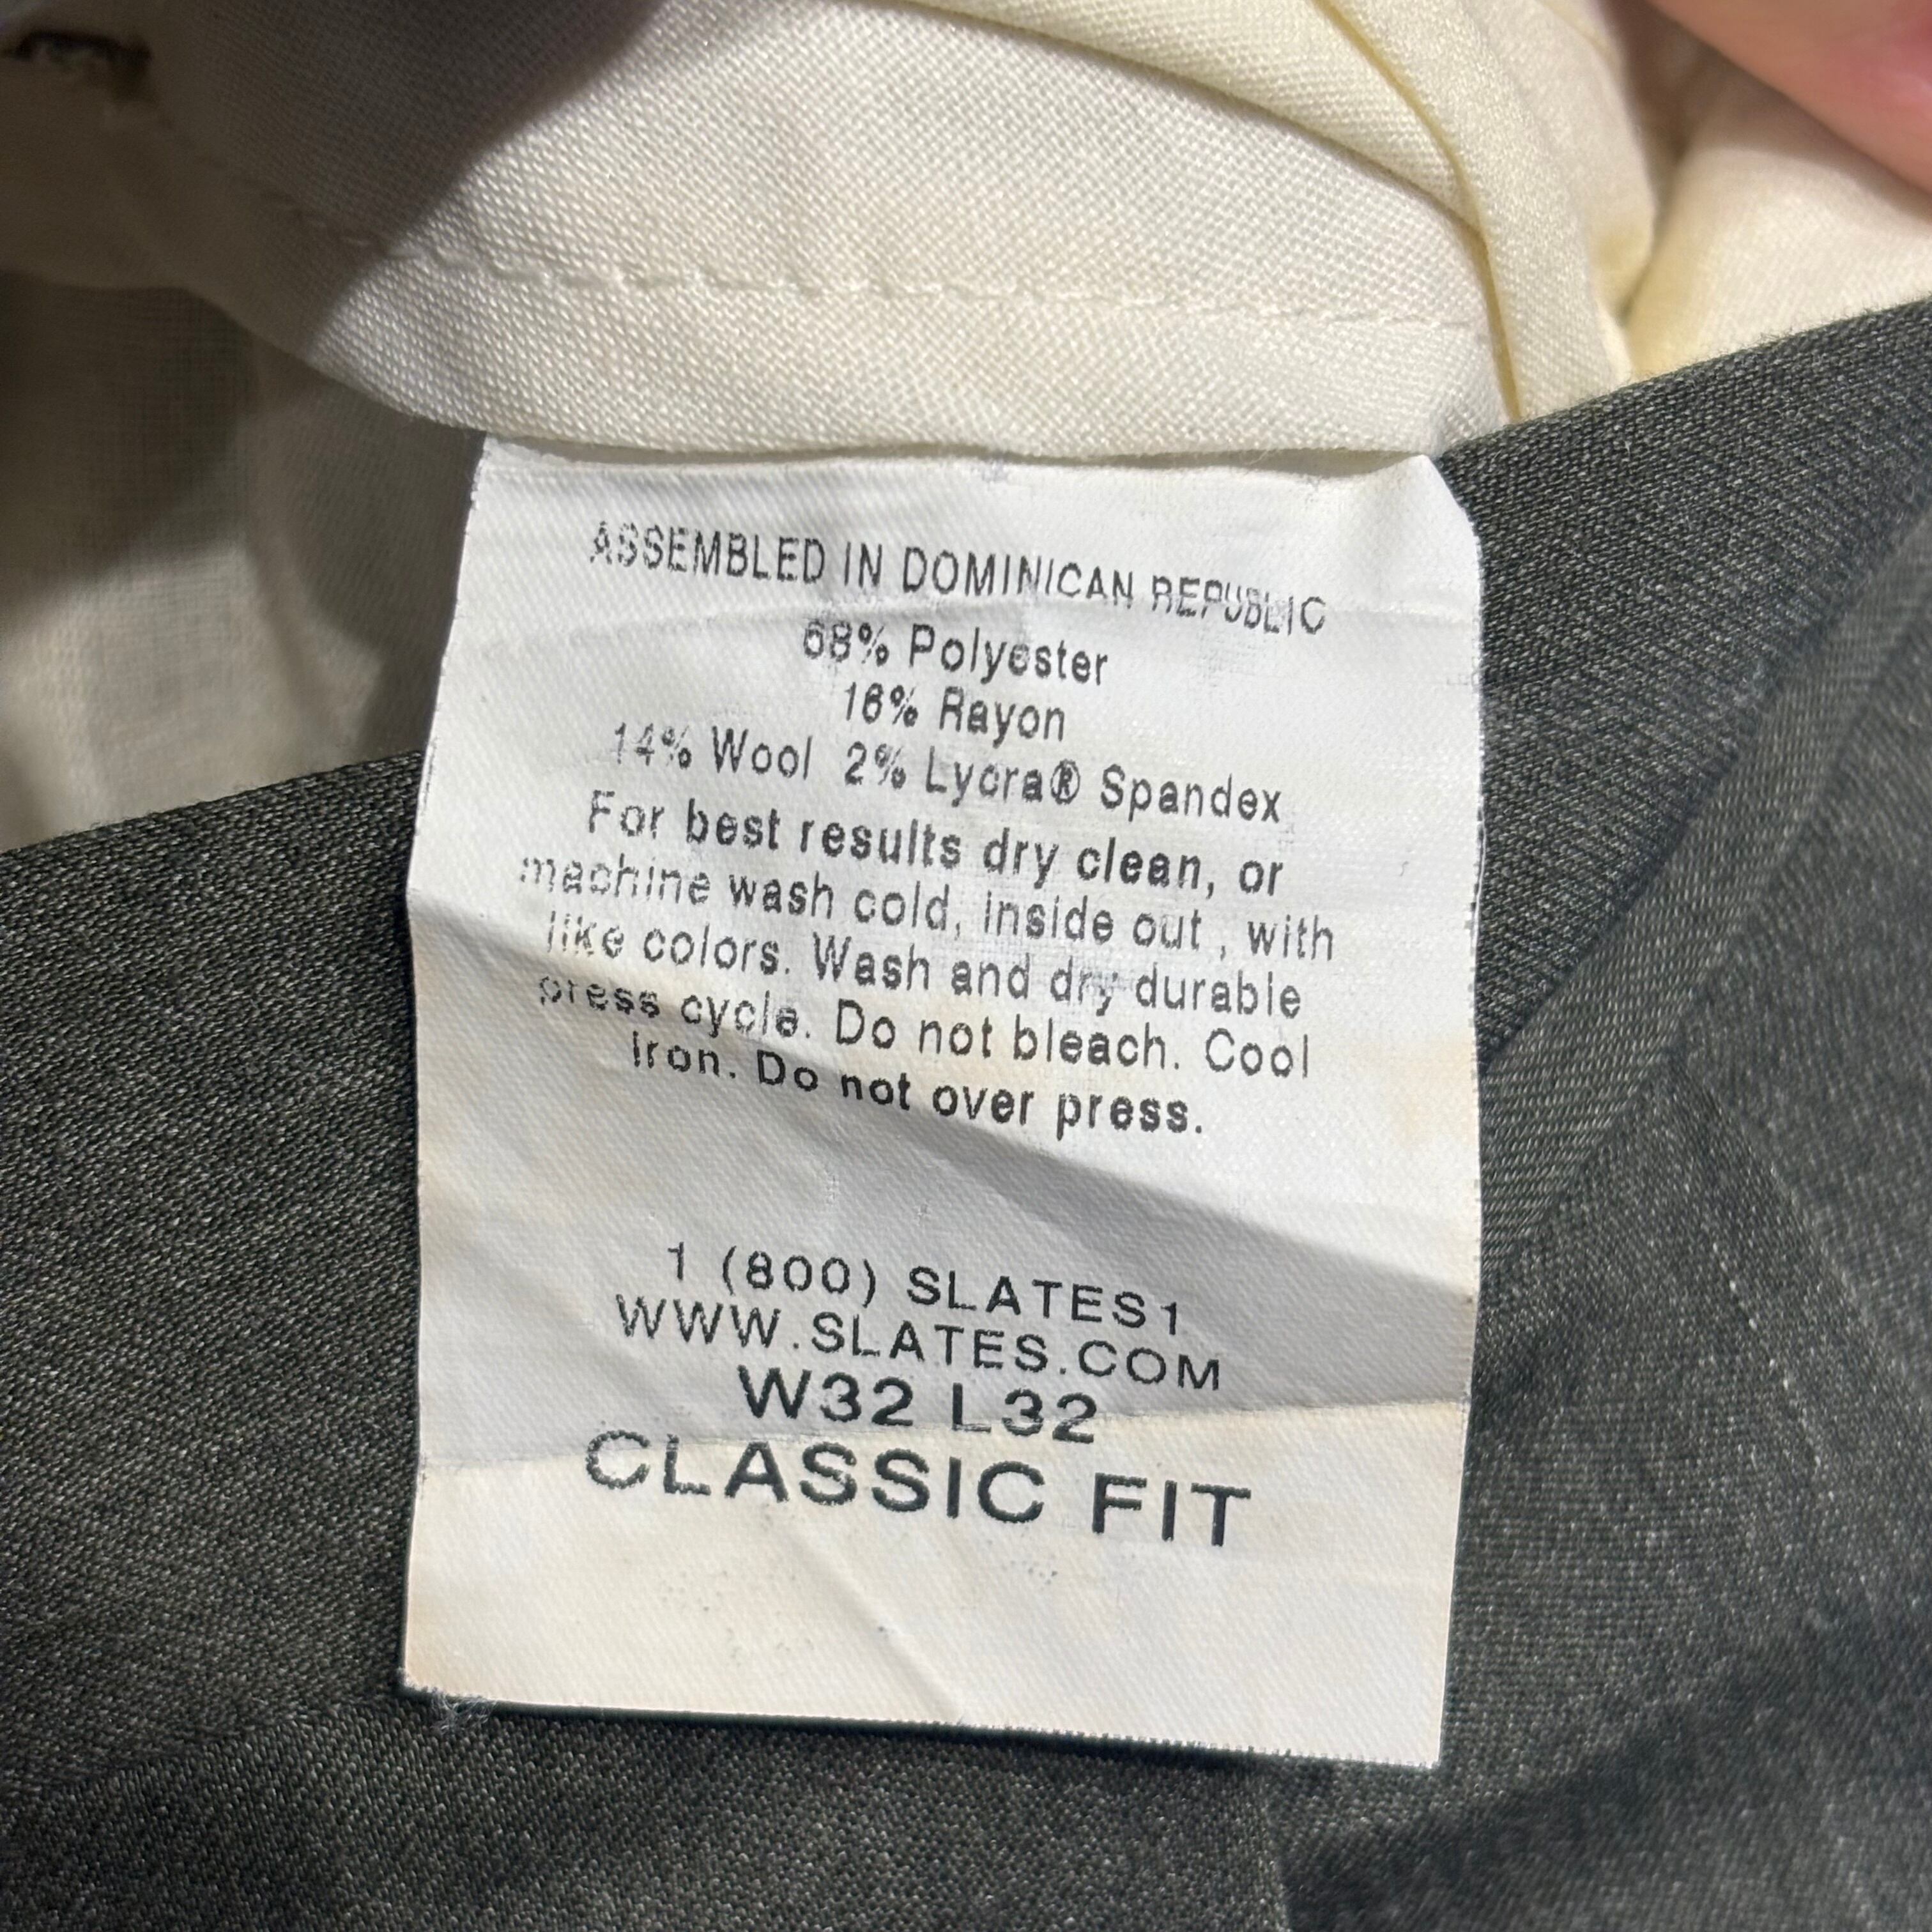 ASSEMBLED IN DOMINICAN REPUBLIC
68% Polyester
16% Rayon
14% Wool 2% Lycra® Spandex
For best results dry clean, or
machine wash cold, inside out , with
like colors. Wash and dry durable
press cycle. Do not bleach. Cool
Iron. Do not over press.
1 (800) SLATES1
WWW.SLATES.COM
W32 L32
CLASSIC FIT